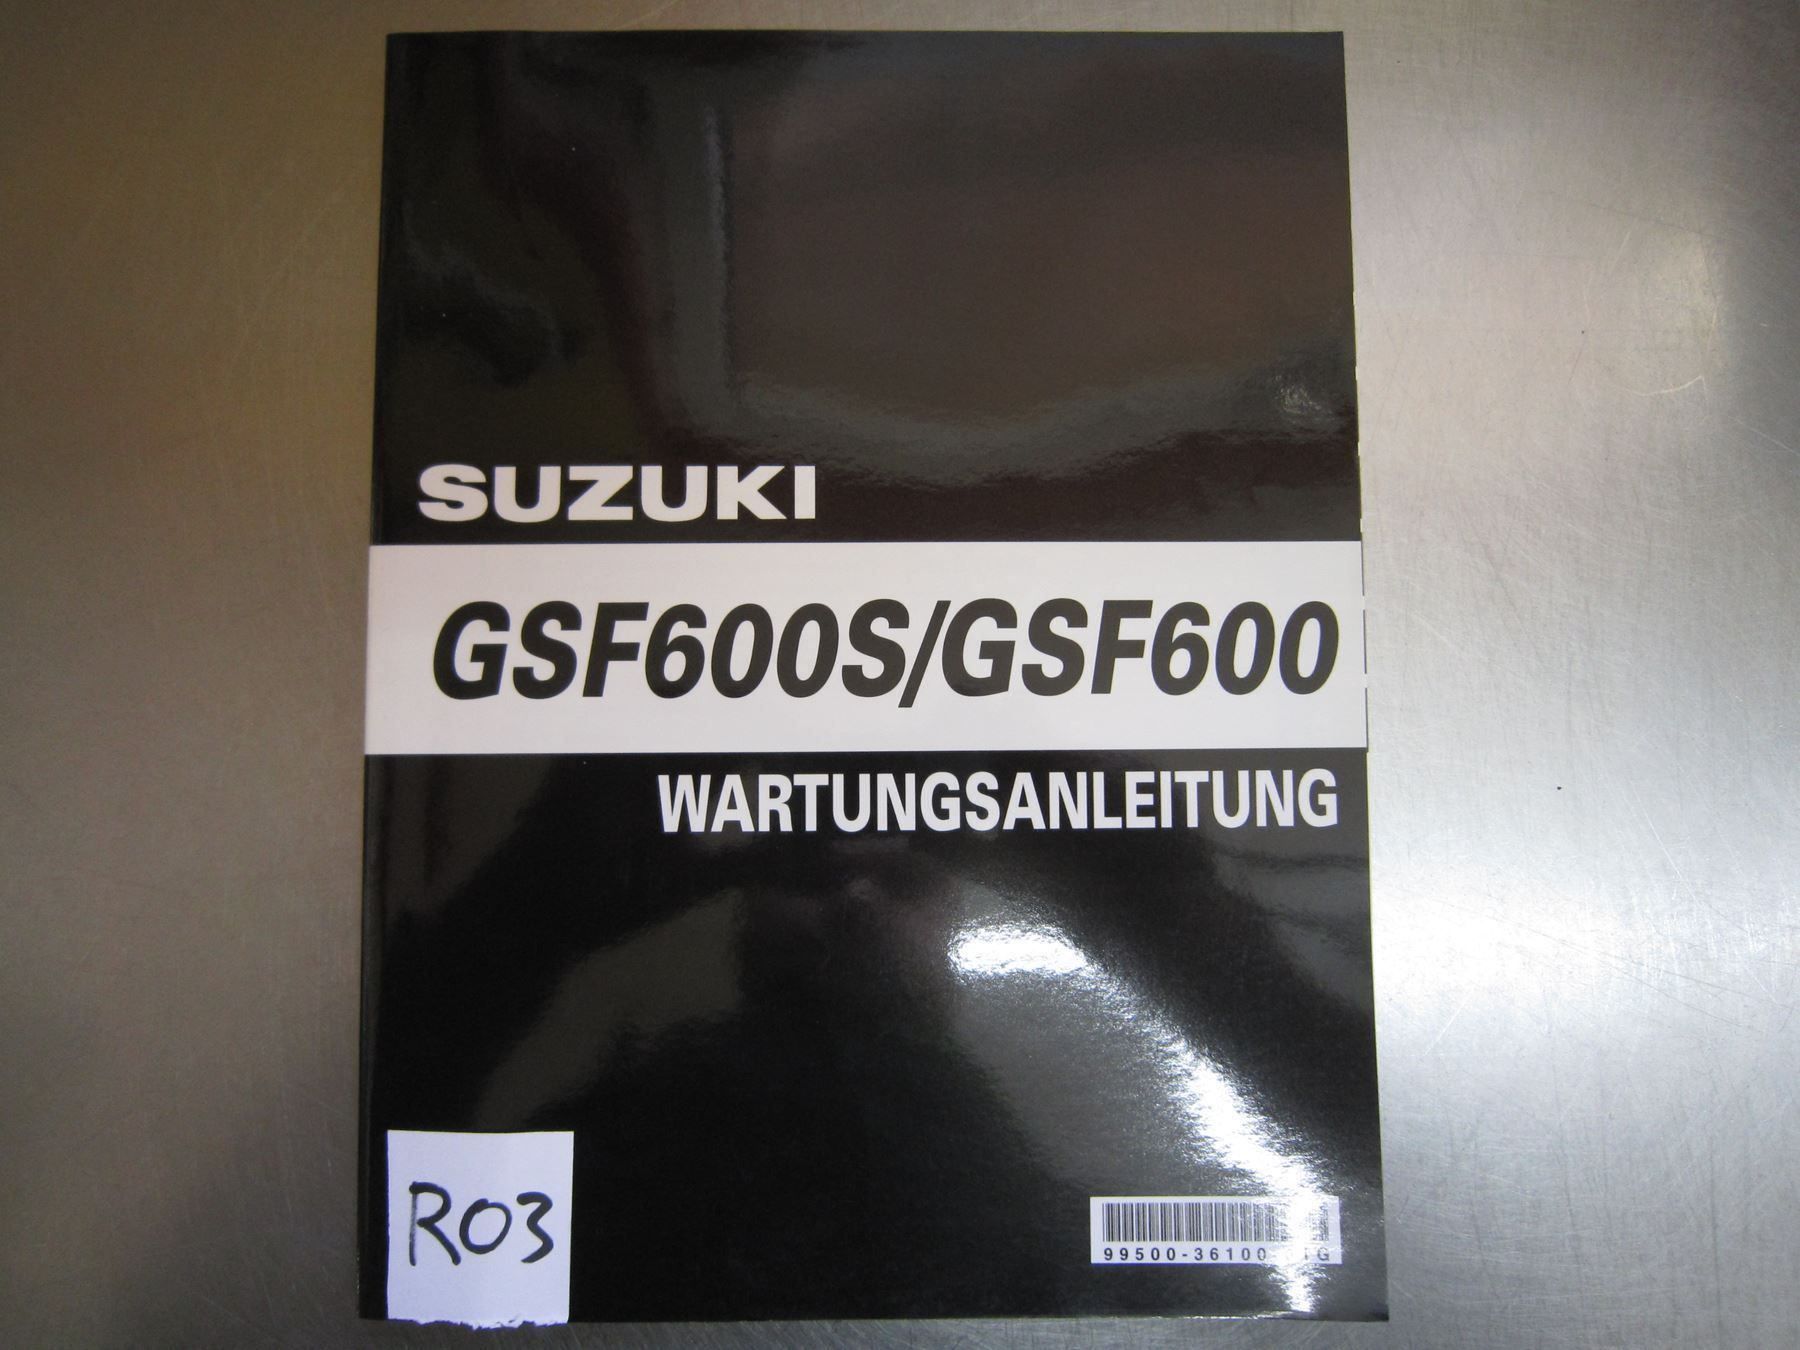 SUZUKI
GSF600S/GSF600
WARTUNGSANLEITUNG
R03